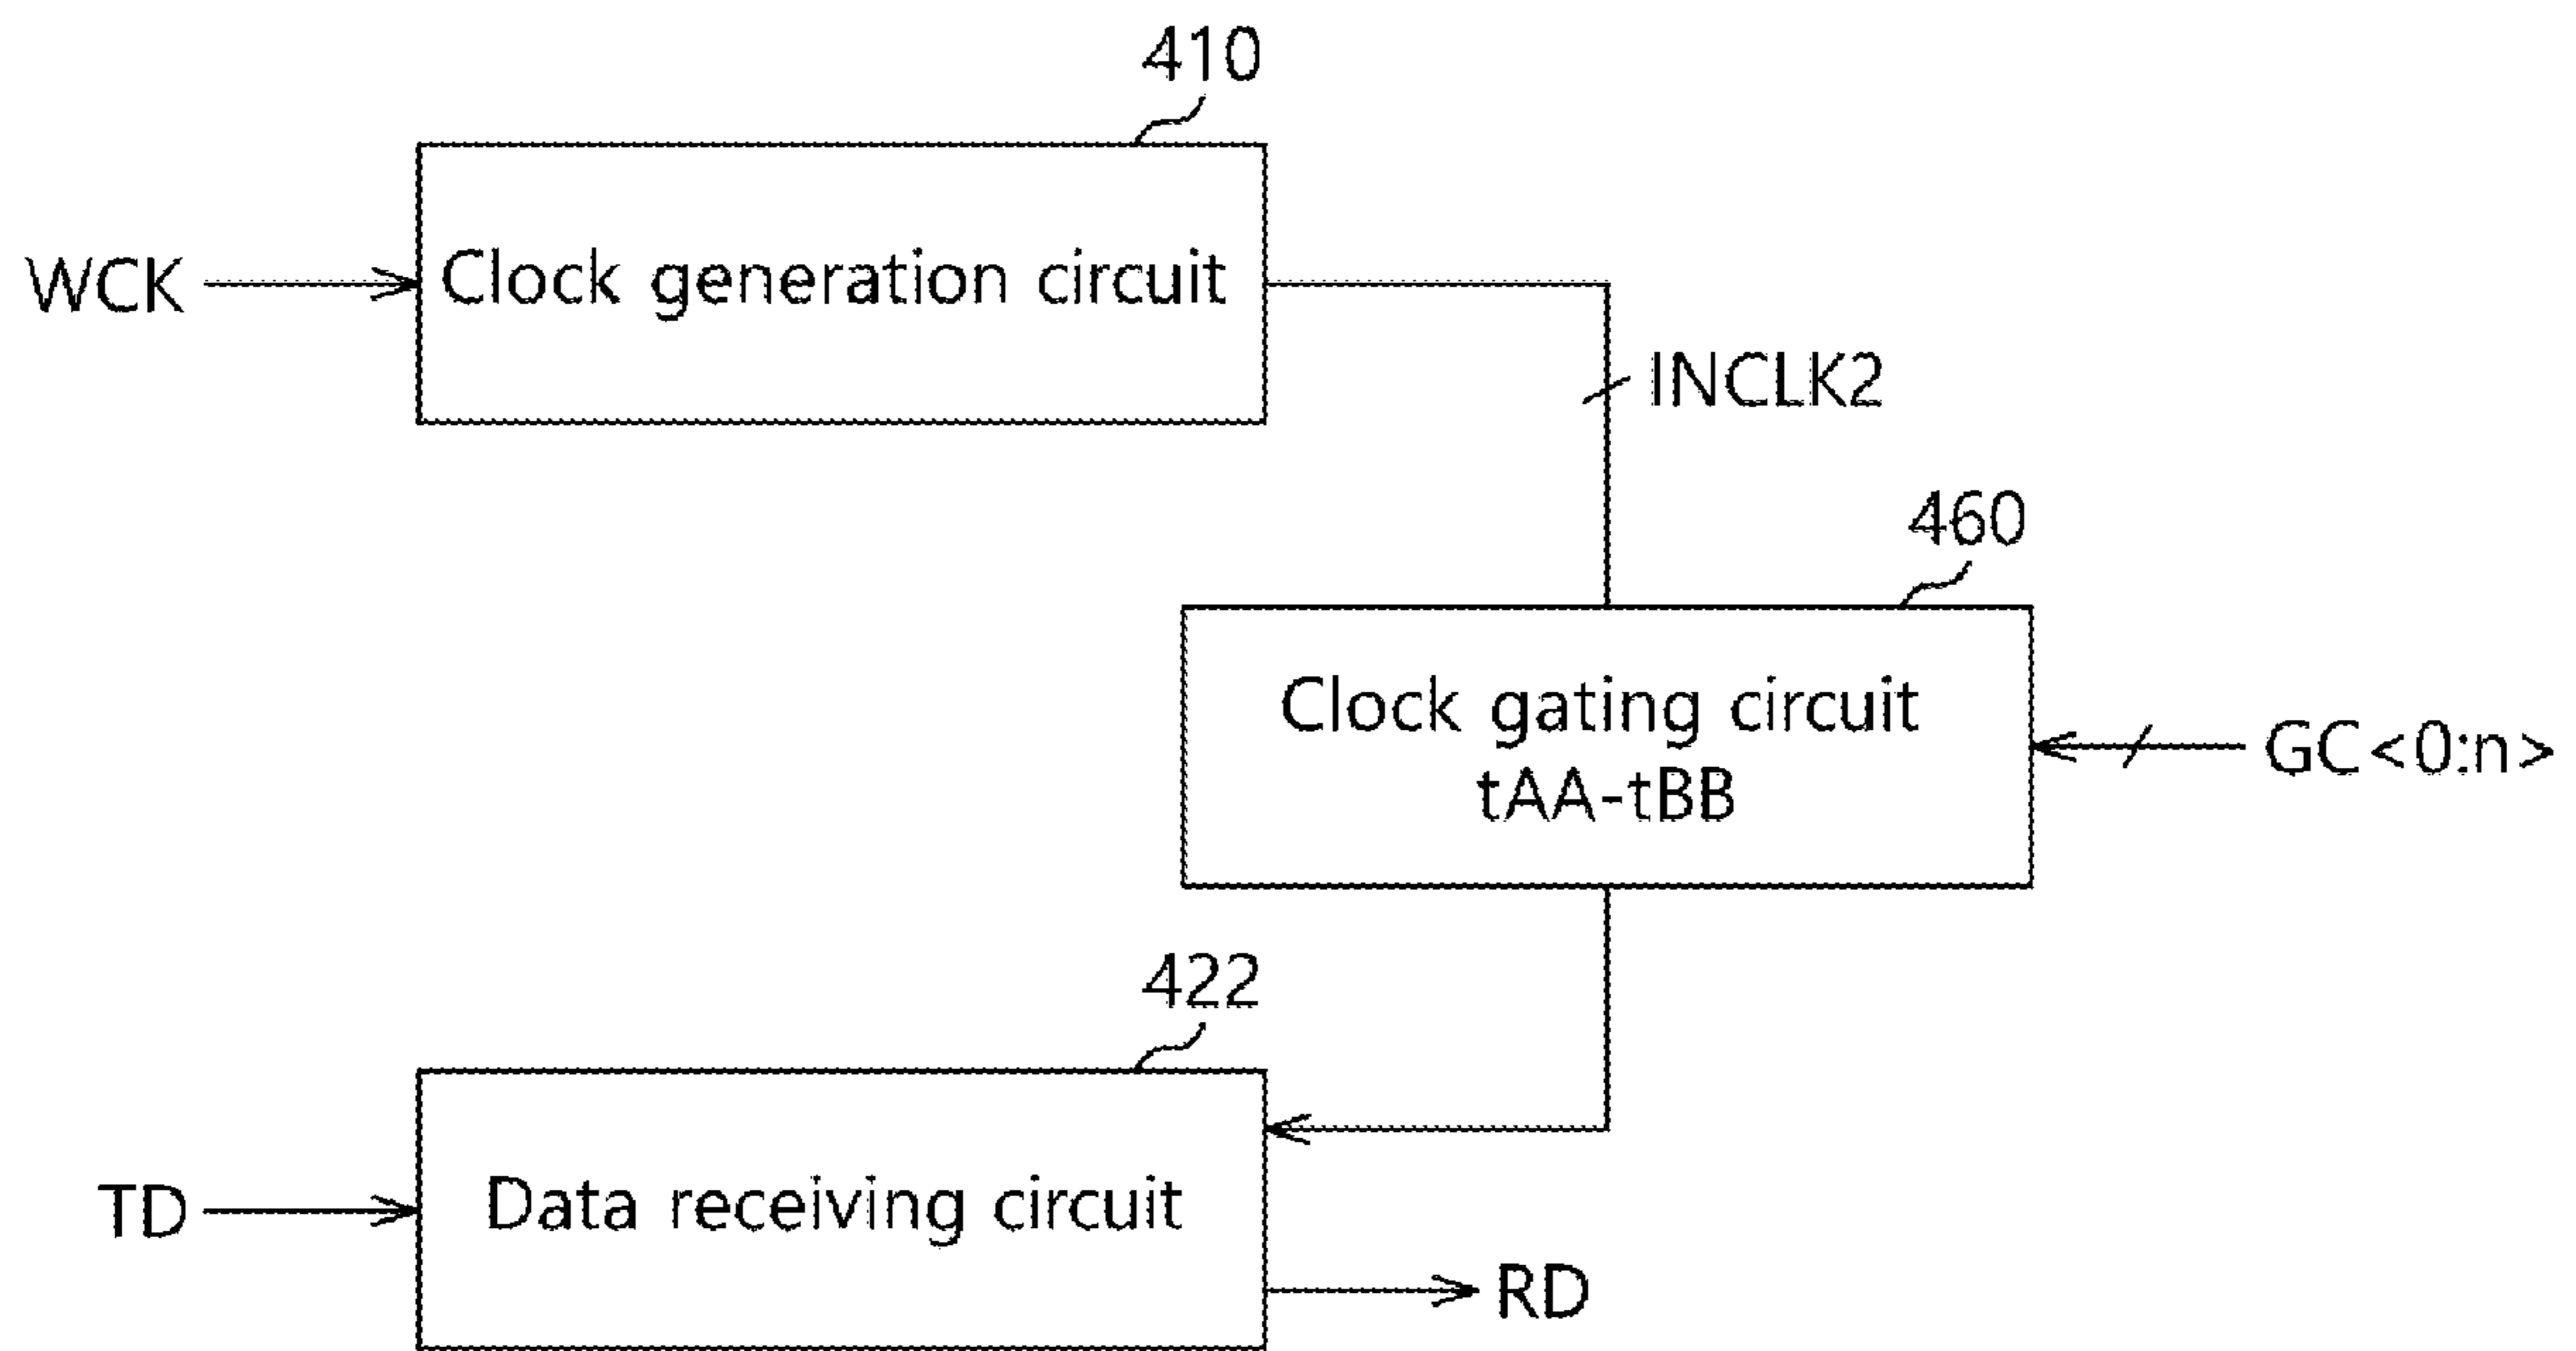 410
WCK
Clock generation circuit
INCLK2
460
Clock gating circuit
tAA-tBB
GC<0:n>
422
TD
Data receiving circuit
RD